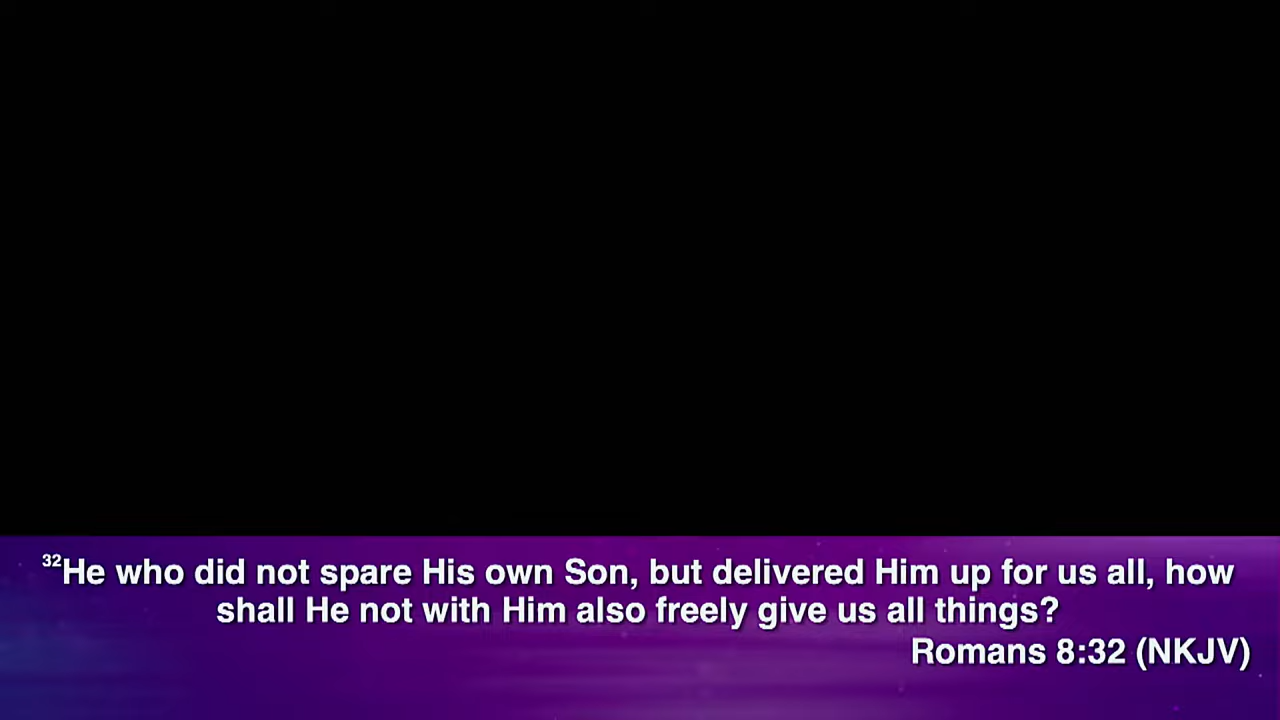 32He who did not spare His own Son, but delivered Him up for us all, how
shall He not with Him also freely give us all things?
Romans 8:32 (NKJV)